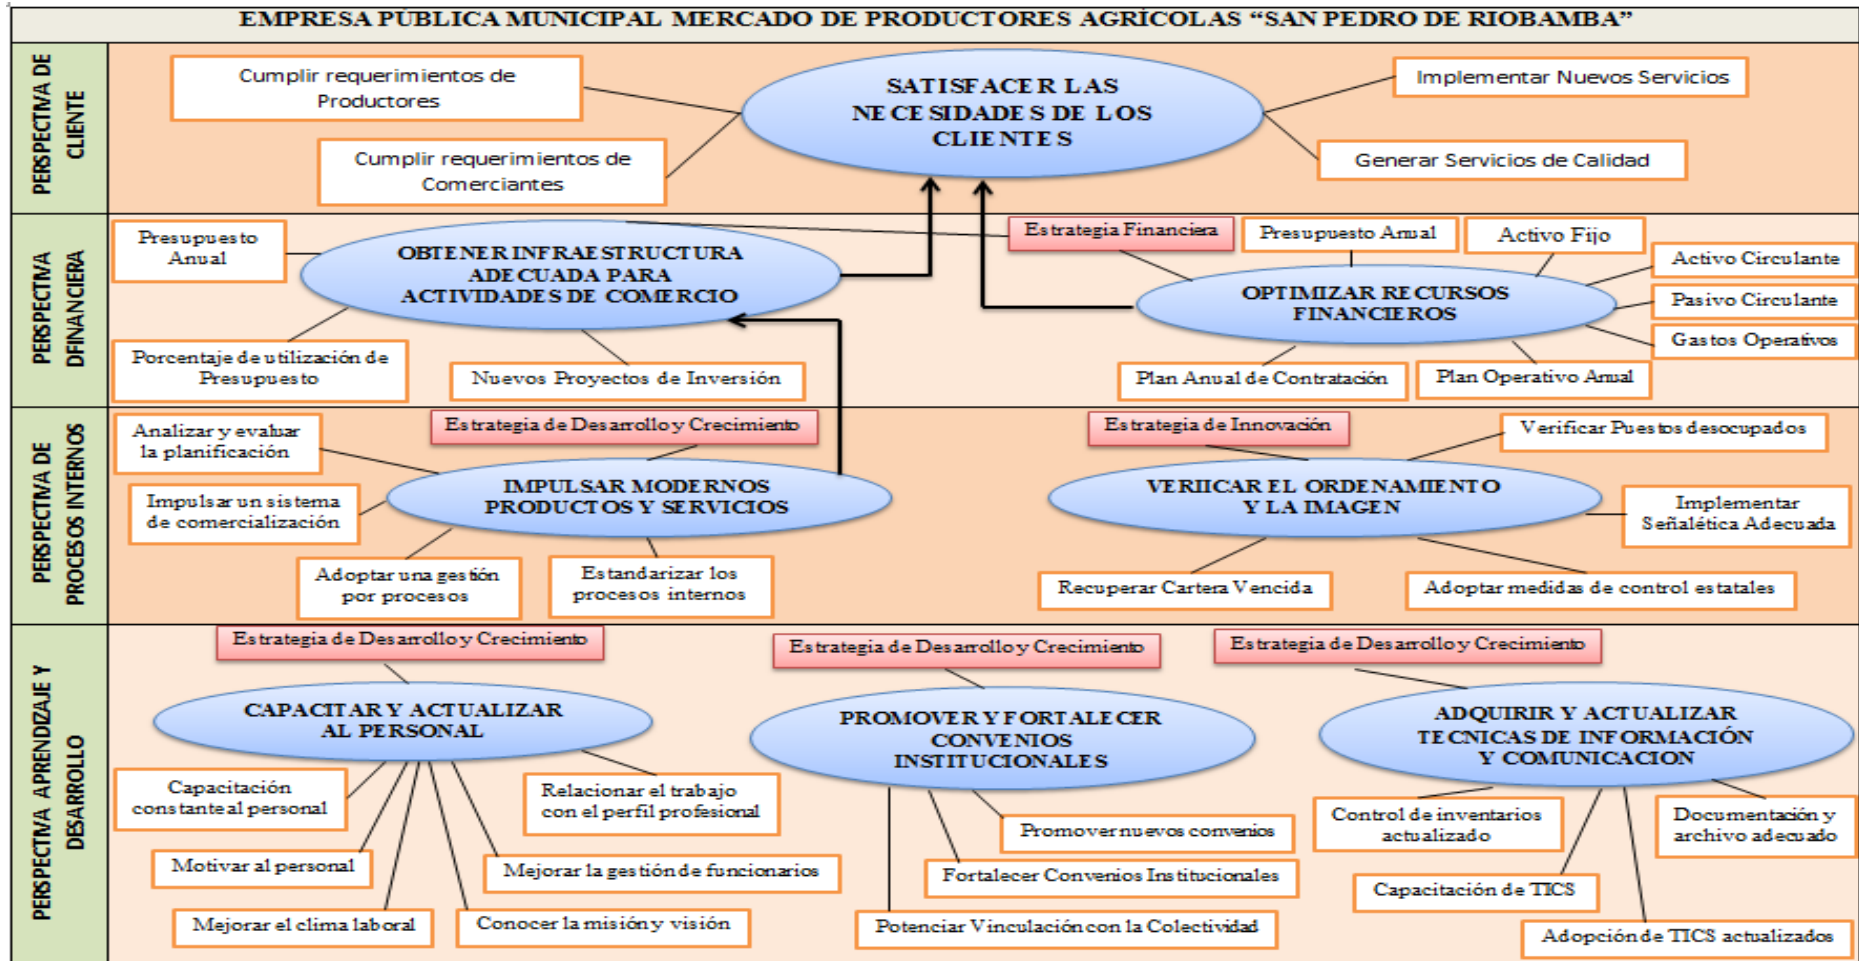 EMPRESA PÚBLICA MUNICIPAL MERCADO DE PRODUCTORES AGRÍCOLAS “SAN PEDRO DE RIOBAMBA”
PERSPECTIVA DE
CLIENTE
Cumplir requerimientos de
Productores
Cumplir requerimientos de
Comerciantes
SATISFACER LAS
NECESIDADES DE LOS
CLIENTES
Implementar Nuevos Servicios
Generar Servicios de Calidad
PERSPECTIVA
DFINANCIERA
Presupuesto
Anual
OBTENER INFRAESTRUCTURA
ADECUADA PARA
ACTIVIDADES DE COMERCIO
Porcentaje de utilización de
Presupuesto
Nuevos Proyectos de Inversión
Estrategia Financiera
Presupuesto Anual
Activo Fijo
Activo Circulante
OPTIMIZAR RECURSOS
FINANCIEROS
Pasivo Circulante
Gastos Operativos
Plan Anual de Contratación
Plan Operativo Anual
PERSPECTIVA DE
PROCESOS INTERNOS
Analizar y evaluar
la planificación
Estrategia de Desarrollo y Crecimiento
Impulsar un sistema
de comercialización
IMPULSAR MODERNOS
PRODUCTOS Y SERVICIOS
Adoptar una gestión
por procesos
Estandarizar los
procesos internos
Estrategia de Innovación
Verificar Puestos desocupados
VERIICAR EL ORDENAMIENTO
Y LA IMAGEN
Implementar
Señalética Adecuada
Recuperar Cartera Vencida
Adoptar medidas de control estatales
PERSPECTIVA APRENDIZAJE Y
DESARROLLO
Estrategia de Desarrollo y Crecimiento
CAPACITAR Y ACTUALIZAR
AL PERSONAL
Capacitación
constante al personal
Relacionar el trabajo
con el perfil profesional
Motivar al personal
Mejorar la gestión de funcionarios
Mejorar el clima laboral
Conocer la misión y visión
Estrategia de Desarrollo y Crecimiento
PROMOVER Y FORTALECER
CONVENIOS
INSTITUCIONALES
Promover nuevos convenios
Fortalecer Convenios Institucionales
Potenciar Vinculación con la Colectividad
Estrategia de Desarrollo y Crecimiento
ADQUIRIR Y ACTUALIZAR
TECNICAS DE INFORMACIÓN
Y COMUNICACION
Control de inventarios
actualizado
Documentación y
archivo adecuado
Capacitación de TICS
Adopción de TICS actualizados